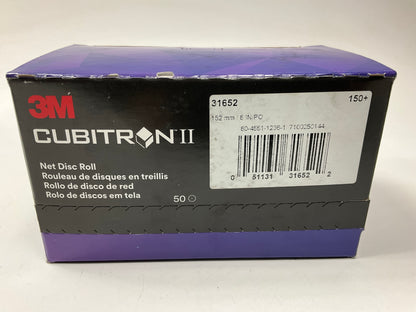 3M
CUBITRON II
Net Disc Roll
Rouleau de disques en treillis
Rollo de disco de red
Rolo de discos em tela
50
31652 150+
152 mm / 6 IN/PO
60-4551-1236-1 7100250144
0 51131 31652 2